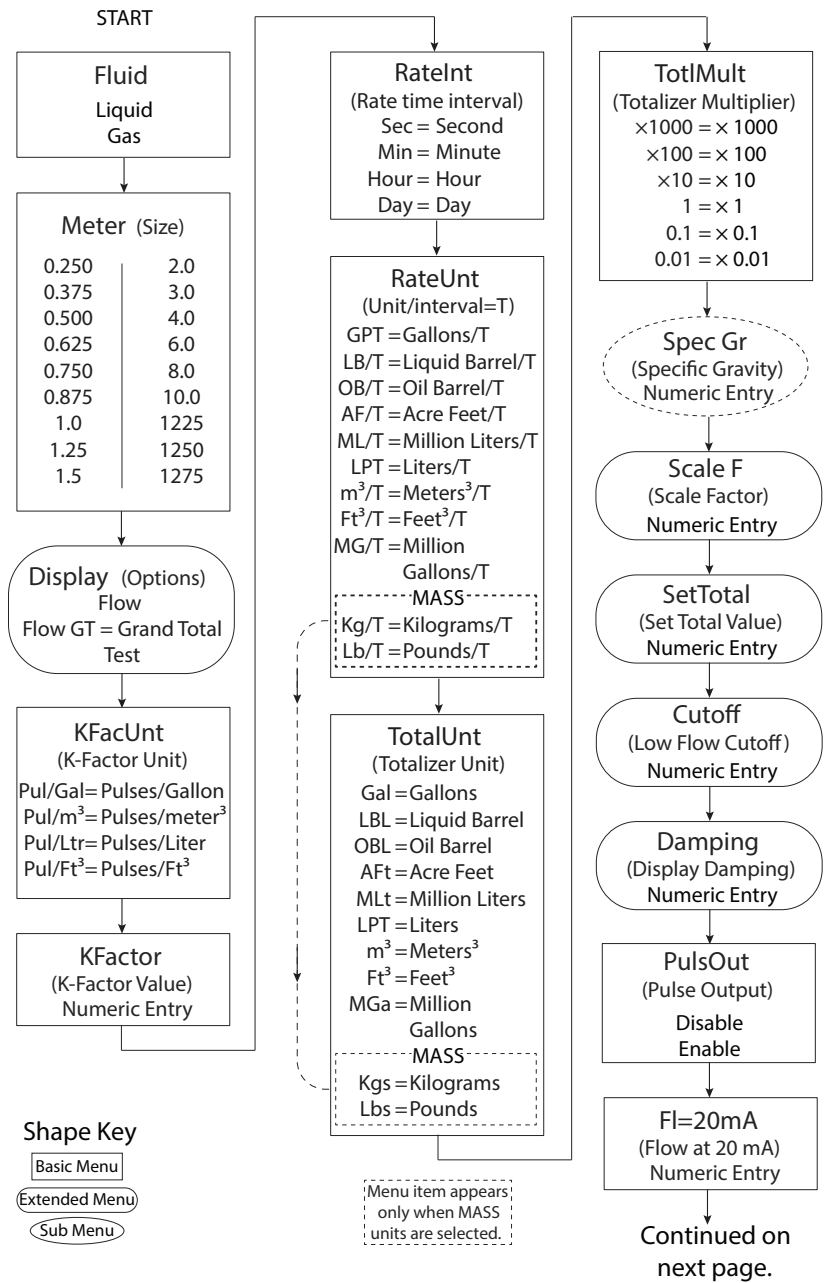 START
Fluid
Liquid
Gas
Meter (Size)
0.250 2.0
0.375 3.0
0.500 4.0
0.625 6.0
0.750 8.0
0.875 10.0
1.0 1225
1.25 1250
1.5 1275
Display (Options)
Flow
Flow GT = Grand Total
Test
KFacUnt
(K-Factor Unit)
Pul/Gal= Pulses/Gallon
Pul/m³= Pulses/meter³
Pul/Ltr= Pulses/Liter
Pul/Ft³= Pulses/Ft³
KFactor
(K-Factor Value)
Numeric Entry
Shape Key
Basic Menu
Extended Menu
Sub Menu
RateInt
(Rate time interval)
Sec = Second
Min = Minute
Hour = Hour
Day = Day
RateUnt
(Unit/interval=T)
GPT =Gallons/T
LB/T =Liquid Barrel/T
OB/T =Oil Barrel/T
AF/T =Acre Feet/T
ML/T =Million Liters/T
LPT =Liters/T
m³/T =Meters³/T
Ft³/T =Feet³/T
MG/T =Million
Gallons/T
MASS
Kg/T =Kilograms/T
Lb/T =Pounds/T
TotalUnt
(Totalizer Unit)
Gal =Gallons
LBL =Liquid Barrel
OBL =Oil Barrel
AFt =Acre Feet
MLt =Million Liters
LPT =Liters
m³ =Meters³
Ft³ =Feet³
MGa =Million
Gallons
MASS
Kgs =Kilograms
Lbs =Pounds
Menu item appears
only when MASS
units are selected.
TotlMult
(Totalizer Multiplier)
×1000 = × 1000
×100 = × 100
×10 = × 10
1 = × 1
0.1 = × 0.1
0.01 = × 0.01
Spec Gr
(Specific Gravity)
Numeric Entry
Scale F
(Scale Factor)
Numeric Entry
SetTotal
(Set Total Value)
Numeric Entry
Cutoff
(Low Flow Cutoff)
Numeric Entry
Damping
(Display Damping)
Numeric Entry
PulsOut
(Pulse Output)
Disable
Enable
Fl=20mA
(Flow at 20 mA)
Numeric Entry
Continued on
next page.